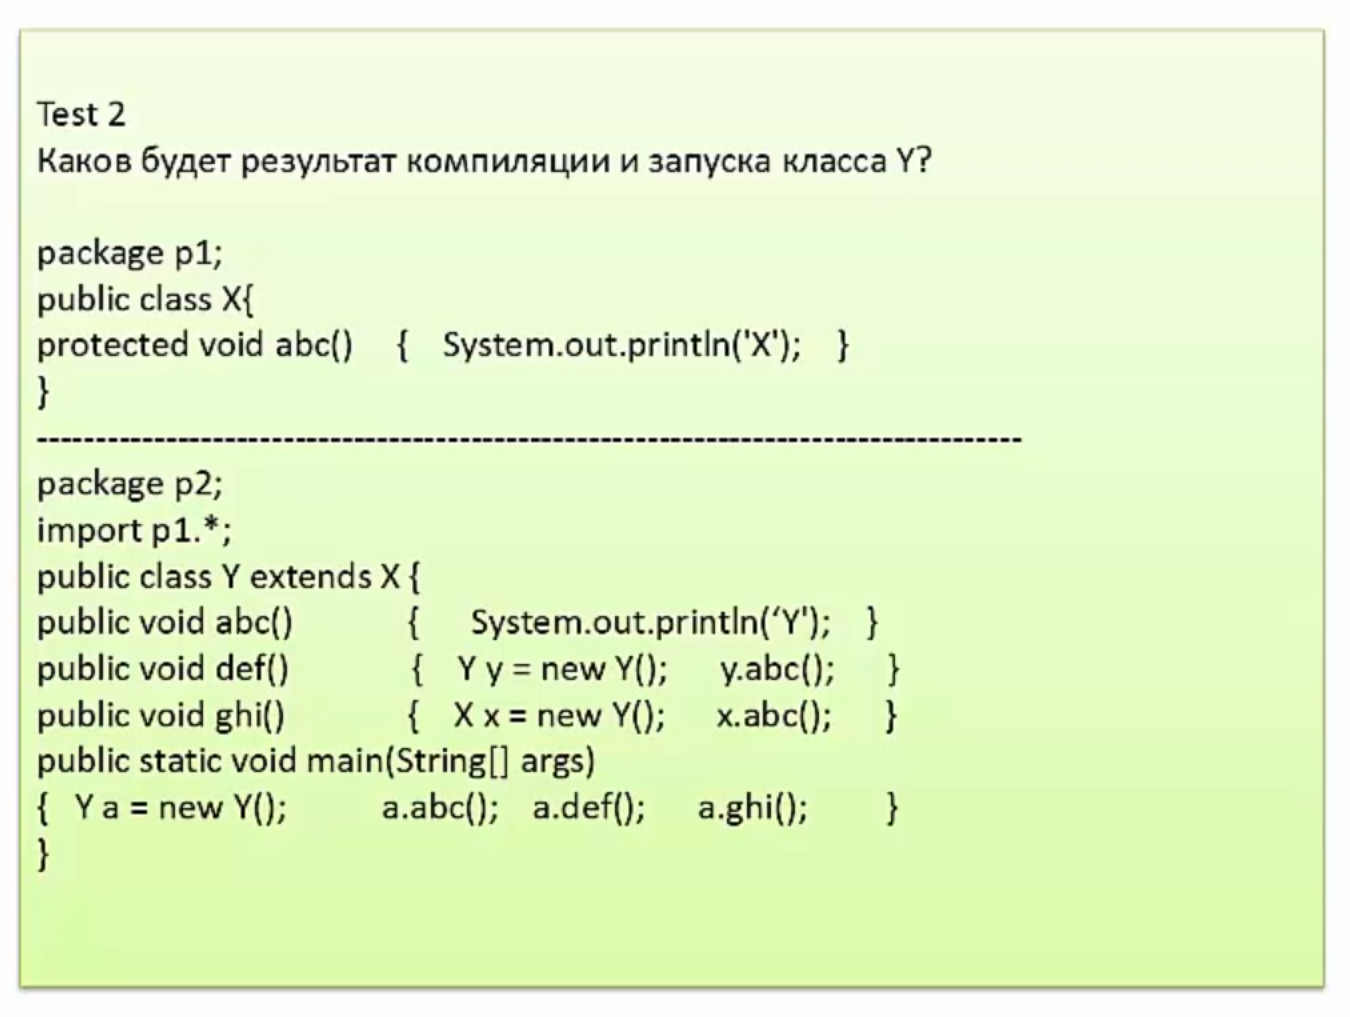 Test 2
Каков будет результат компиляции и запуска класса Y?
package p1;
public class X{
protected void abc() { System.out.println('X'); }
}
-------------------------------------------------------------------------------------
package p2;
import p1.*;
public class Y extends X {
public void abc() { System.out.println(‘Y'); }
public void def() { Y y = new Y(); y.abc(); }
public void ghi() { X x = new Y(); x.abc(); }
public static void main(String[] args)
{ Y a = new Y(); a.abc(); a.def(); a.ghi(); }
}